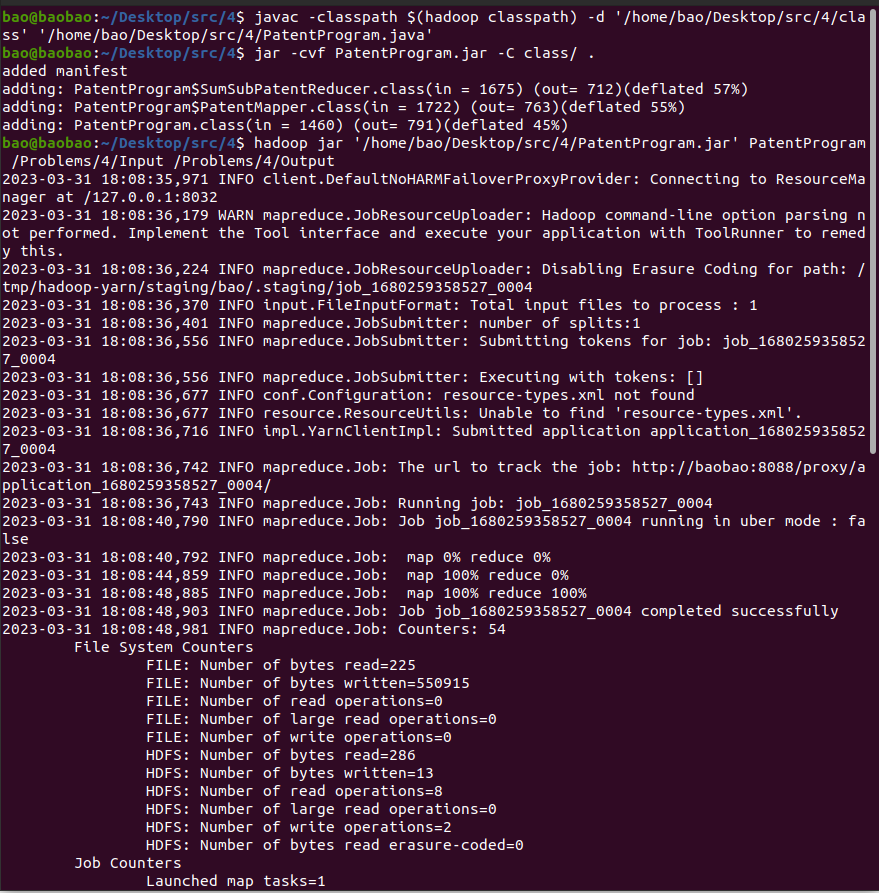 bao@baobao:~/Desktop/src/4$ javac -classpath $(hadoop classpath) -d '/home/bao/Desktop/src/4/cla
ss' '/home/bao/Desktop/src/4/PatentProgram.java'
bao@baobao:~/Desktop/src/4$ jar -cvf PatentProgram.jar -C class/ .
added manifest
adding: PatentProgram$SumSubPatentReducer.class(in = 1675) (out= 712)(deflated 57%)
adding: PatentProgram$PatentMapper.class(in = 1722) (out= 763)(deflated 55%)
adding: PatentProgram.class(in = 1460) (out= 791)(deflated 45%)
bao@baobao:~/Desktop/src/4$ hadoop jar '/home/bao/Desktop/src/4/PatentProgram.jar' PatentProgram
 /Problems/4/Input /Problems/4/Output
2023-03-31 18:08:35,971 INFO client.DefaultNoHARMFailoverProxyProvider: Connecting to ResourceMa
nager at /127.0.0.1:8032
2023-03-31 18:08:36,179 WARN mapreduce.JobResourceUploader: Hadoop command-line option parsing n
ot performed. Implement the Tool interface and execute your application with ToolRunner to remed
y this.
2023-03-31 18:08:36,224 INFO mapreduce.JobResourceUploader: Disabling Erasure Coding for path: /
tmp/hadoop-yarn/staging/bao/.staging/job_1680259358527_0004
2023-03-31 18:08:36,370 INFO input.FileInputFormat: Total input files to process : 1
2023-03-31 18:08:36,401 INFO mapreduce.JobSubmitter: number of splits:1
2023-03-31 18:08:36,556 INFO mapreduce.JobSubmitter: Submitting tokens for job: job_168025935852
7_0004
2023-03-31 18:08:36,556 INFO mapreduce.JobSubmitter: Executing with tokens: []
2023-03-31 18:08:36,677 INFO conf.Configuration: resource-types.xml not found
2023-03-31 18:08:36,677 INFO resource.ResourceUtils: Unable to find 'resource-types.xml'.
2023-03-31 18:08:36,716 INFO impl.YarnClientImpl: Submitted application application_168025935852
7_0004
2023-03-31 18:08:36,742 INFO mapreduce.Job: The url to track the job: http://baobao:8088/proxy/a
pplication_1680259358527_0004/
2023-03-31 18:08:36,743 INFO mapreduce.Job: Running job: job_1680259358527_0004
2023-03-31 18:08:40,790 INFO mapreduce.Job: Job job_1680259358527_0004 running in uber mode : fa
lse
2023-03-31 18:08:40,792 INFO mapreduce.Job:  map 0% reduce 0%
2023-03-31 18:08:44,859 INFO mapreduce.Job:  map 100% reduce 0%
2023-03-31 18:08:48,885 INFO mapreduce.Job:  map 100% reduce 100%
2023-03-31 18:08:48,903 INFO mapreduce.Job: Job job_1680259358527_0004 completed successfully
2023-03-31 18:08:48,981 INFO mapreduce.Job: Counters: 54
File System Counters
FILE: Number of bytes read=225
FILE: Number of bytes written=550915
FILE: Number of read operations=0
FILE: Number of large read operations=0
FILE: Number of write operations=0
HDFS: Number of bytes read=286
HDFS: Number of bytes written=13
HDFS: Number of read operations=8
HDFS: Number of large read operations=0
HDFS: Number of write operations=2
HDFS: Number of bytes read erasure-coded=0
Job Counters
Launched map tasks=1